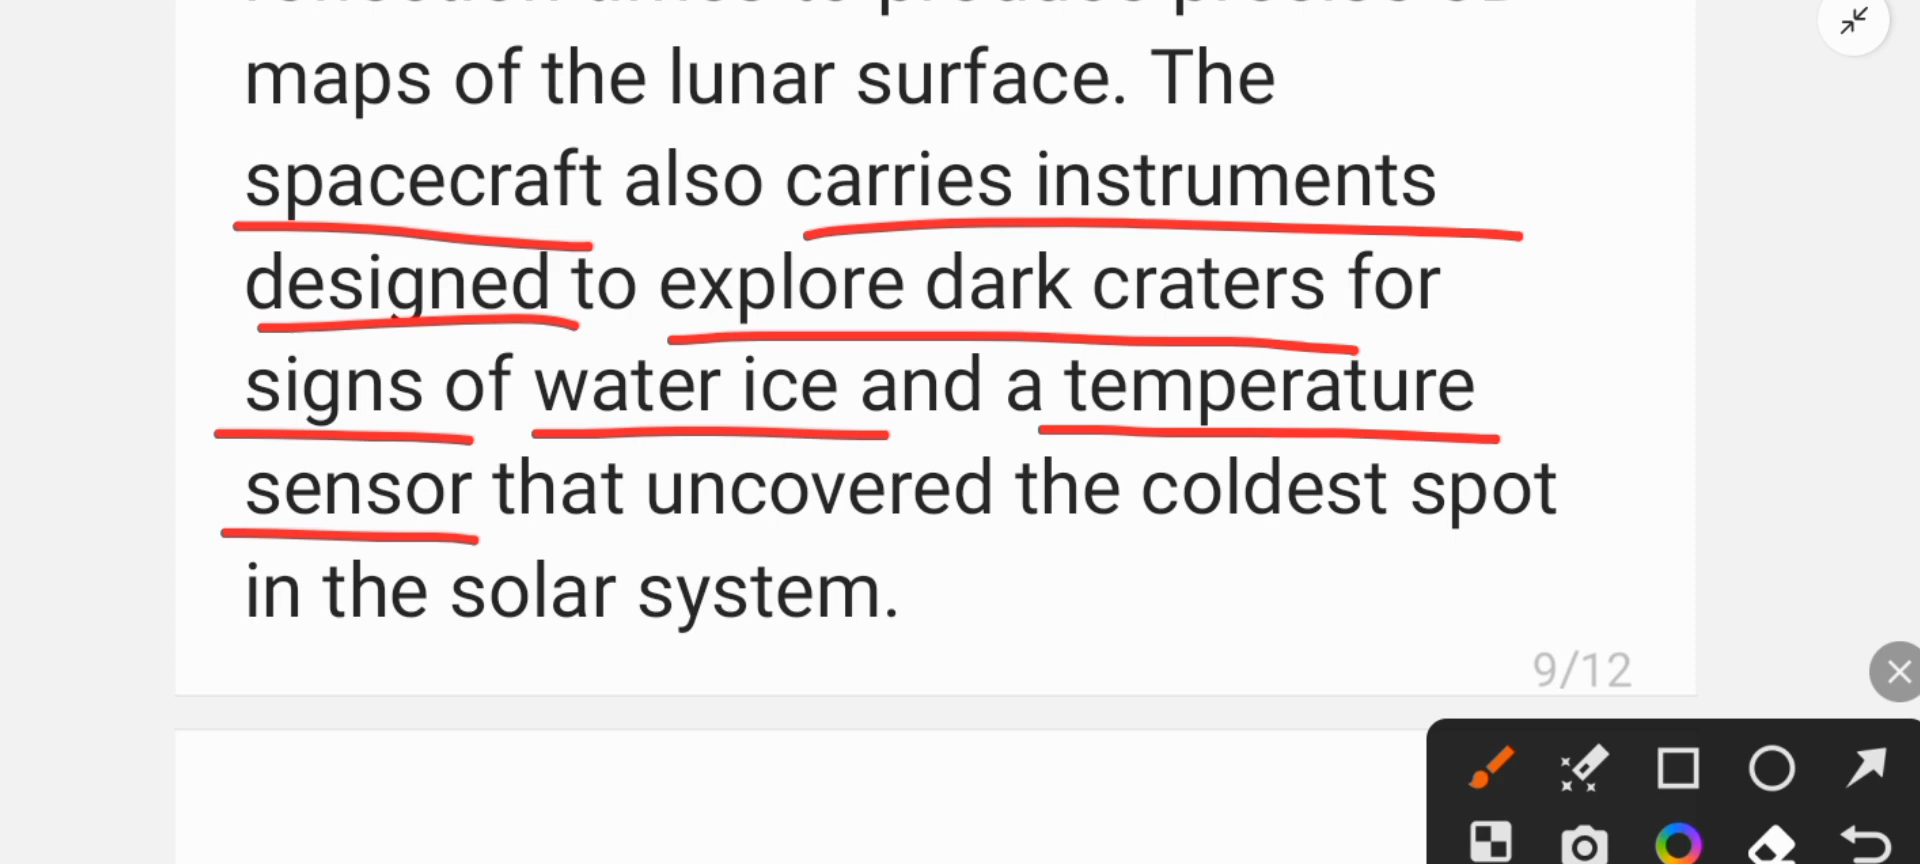 maps of the lunar surface. The
spacecraft also carries instruments
designed to explore dark craters for
signs of water ice and a temperature
sensor that uncovered the coldest spot
in the solar system.
9/12